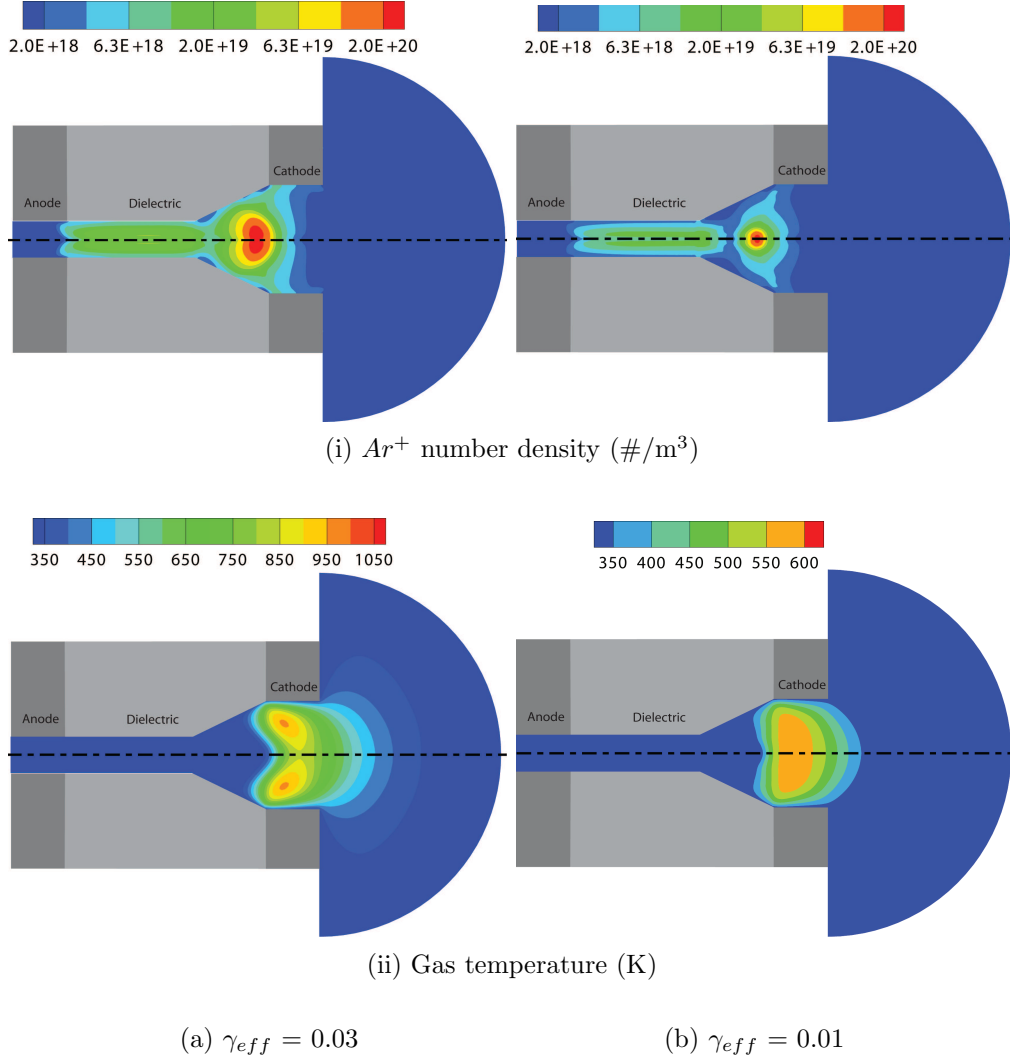 2.0E+18 6.3E+18 2.0E+19 6.3E+19 2.0E+20
2.0E+18 6.3E+18 2.0E+19 6.3E+19 2.0E+20
Cathode
Anode
Dielectric
Cathode
Anode
Dielectric
(i) Ar⁺ number density (#/m³)
350 450 550 650 750 850 950 1050
350 400 450 500 550 600
Cathode
Anode
Dielectric
Cathode
Anode
Dielectric
(ii) Gas temperature (K)
(a) γeff = 0.03
(b) γeff = 0.01